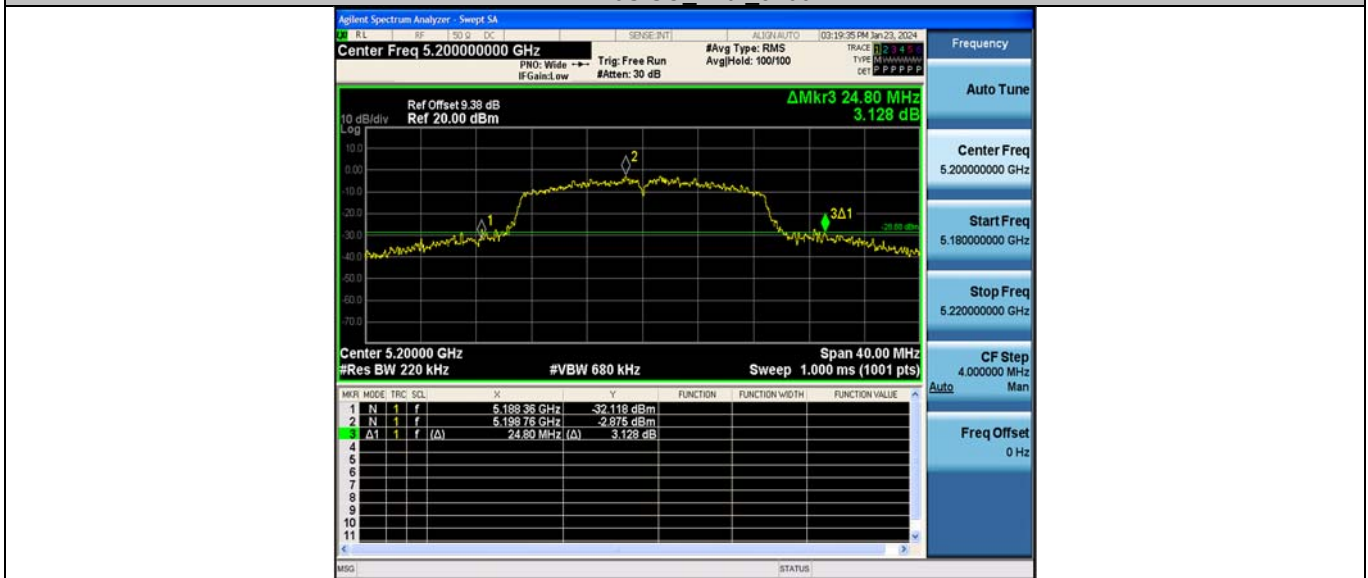 Agilent Spectrum Analyzer - Swept SA
RL RF 50 Ω DC SENSE:INT ALIGN AUTO 03:19:35 PM Jan 23, 2024
Center Freq 5.200000000 GHz
PNO: Wide
IFGain:Low
Trig: Free Run
#Atten: 30 dB
#Avg Type: RMS
Avg|Hold: 100/100
TRACE 1 2 3 4 5 6
TYPE M
DET P P P P P P
Frequency
ΔMkr3 24.80 MHz
3.128 dB
Ref Offset 9.38 dB
10 dB/div Ref 20.00 dBm
Log
10.0
0.00
-10.0
-20.0
-30.0
-40.0
-50.0
-60.0
-70.0
1
2
3Δ1
Center 5.20000 GHz Span 40.00 MHz
#Res BW 220 kHz #VBW 680 kHz Sweep 1.000 ms (1001 pts)
MKR MODE TRC SCL X Y FUNCTION FUNCTION WIDTH FUNCTION VALUE
1 N 1 f 5.188 36 GHz -32.118 dBm
2 N 1 f 5.198 76 GHz -2.875 dBm
3 Δ1 1 f (Δ) 24.80 MHz (Δ) 3.128 dB
4
5
6
7
8
9
10
11
MSG STATUS
Auto Tune
Center Freq
5.200000000 GHz
Start Freq
5.180000000 GHz
Stop Freq
5.220000000 GHz
CF Step
4.000000 MHz
Auto Man
Freq Offset
0 Hz